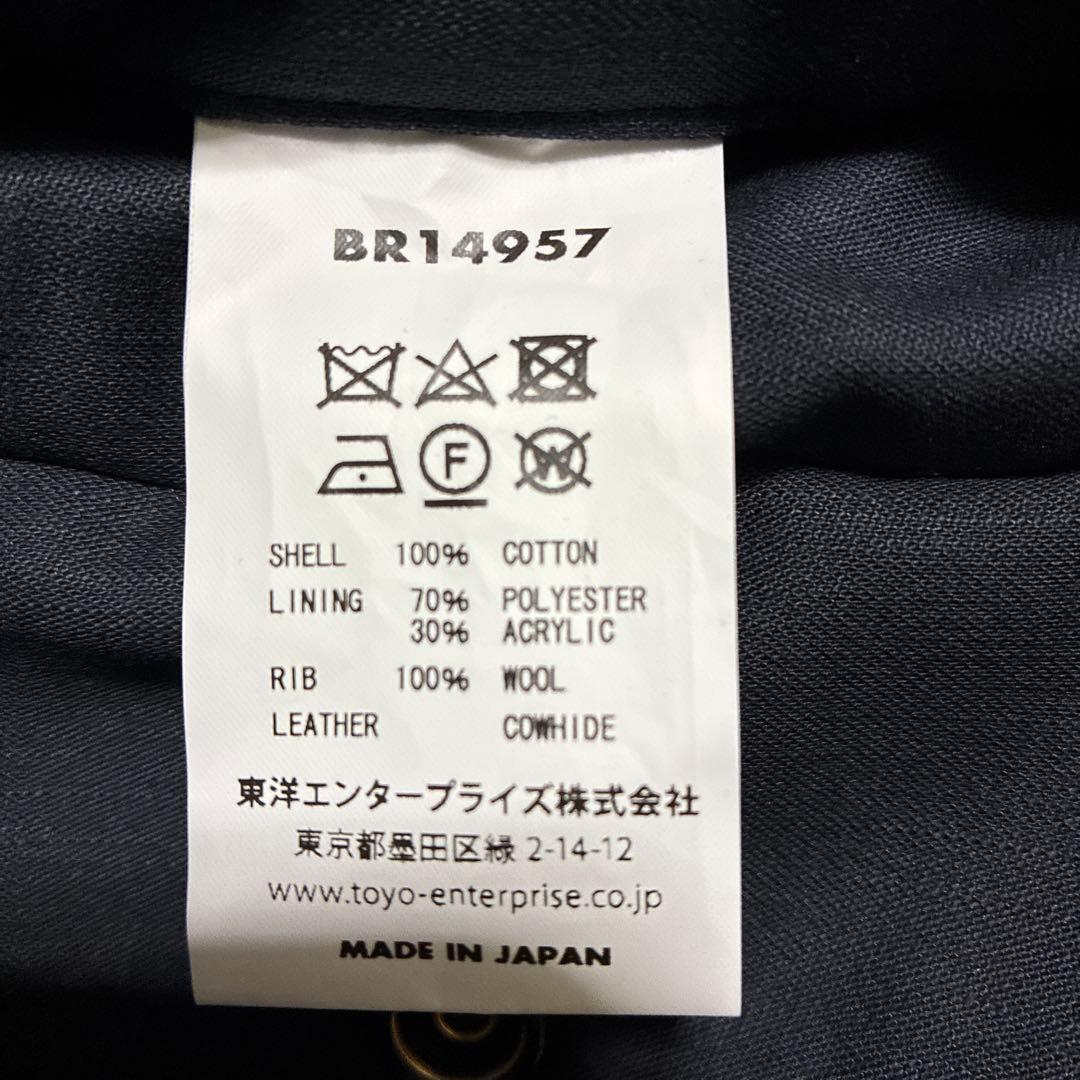 BR14957
F W
SHELL 100% COTTON
LINING 70% POLYESTER
30% ACRYLIC
RIB 100% WOOL
LEATHER COWHIDE
東洋エンタープライズ株式会社
東京都墨田区緑 2-14-12
www.toyo-enterprise.co.jp
MADE IN JAPAN